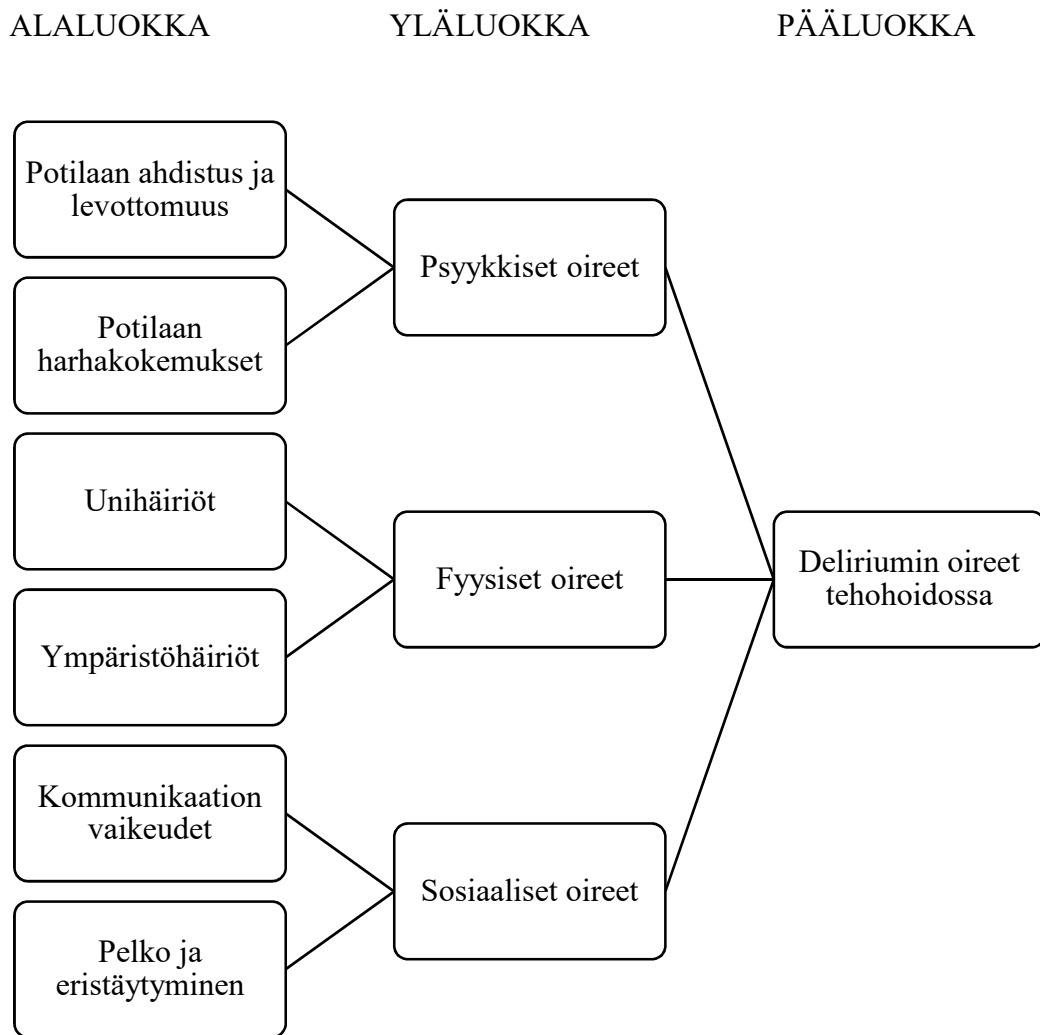 ALALUOKKA
YLÄLUOKKA
PÄÄLUOKKA
Potilaan ahdistus ja
levottomuus
Potilaan
harhakokemukset
Psyykkiset oireet
Unihäiriöt
Ympäristöhäiriöt
Fyysiset oireet
Kommunikaation
vaikeudet
Pelko ja
eristäytyminen
Sosiaaliset oireet
Deliriumin oireet
tehohoidossa